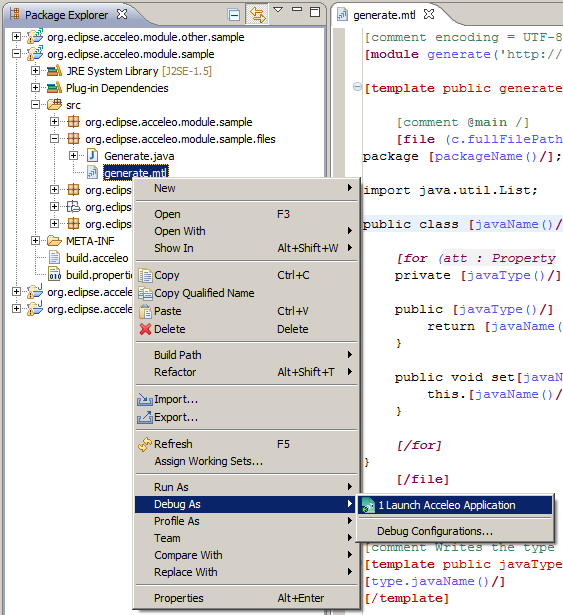 Package Explorer
org.eclipse.acceleo.module.other.sample
org.eclipse.acceleo.module.sample
JRE System Library [J2SE-1.5]
Plug-in Dependencies
src
org.eclipse.acceleo.module.sample
org.eclipse.acceleo.module.sample.files
Generate.java
generate.mtl
org.eclips
org.eclips
org.eclips
META-INF
build.acceleo
build.propertie
org.eclipse.accele
org.eclipse.accele
New
Open F3
Open With
Show In Alt+Shift+W
Copy Ctrl+C
Copy Qualified Name
Paste Ctrl+V
Delete Delete
Build Path
Refactor Alt+Shift+T
Import...
Export...
Refresh F5
Assign Working Sets...
Run As
Debug As
Profile As
Team
Compare With
Replace With
Properties Alt+Enter
1 Launch Acceleo Application
Debug Configurations...
generate.mtl
[comment encoding = UTF-8
[module generate('http://
[template public generate
[comment @main /]
[file (c.fullFilePath
package [packageName()/];
import java.util.List;
public class [javaName()/
[for (att : Property
private [javaType()/]
public [javaType()/]
return [javaName(
}
public void set[javaN
this.[javaName()/
}
[/for]
}
[/file]
[comment Writes the type
[template public javaType
[type.javaName()/]
[/template]